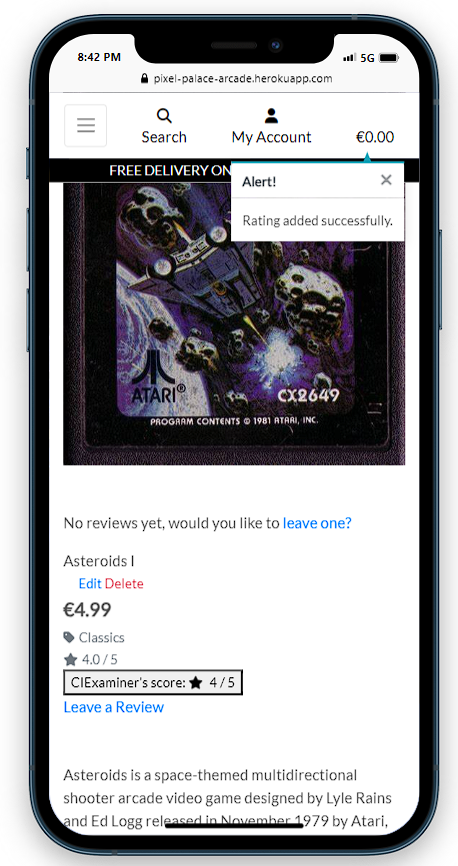 8:42 PM
5G
pixel-palace-arcade.herokuapp.com
Search
My Account
€0.00
FREE DELIVERY ON
Alert!
×
Rating added successfully.
ATARI®
CX2649
PROGRAM CONTENTS © 1981 ATARI, INC.
No reviews yet, would you like to leave one?
Asteroids I
Edit Delete
€4.99
Classics
4.0 / 5
CIExaminer's score: ★ 4 / 5
Leave a Review
Asteroids is a space-themed multidirectional
shooter arcade video game designed by Lyle Rains
and Ed Logg released in November 1979 by Atari,